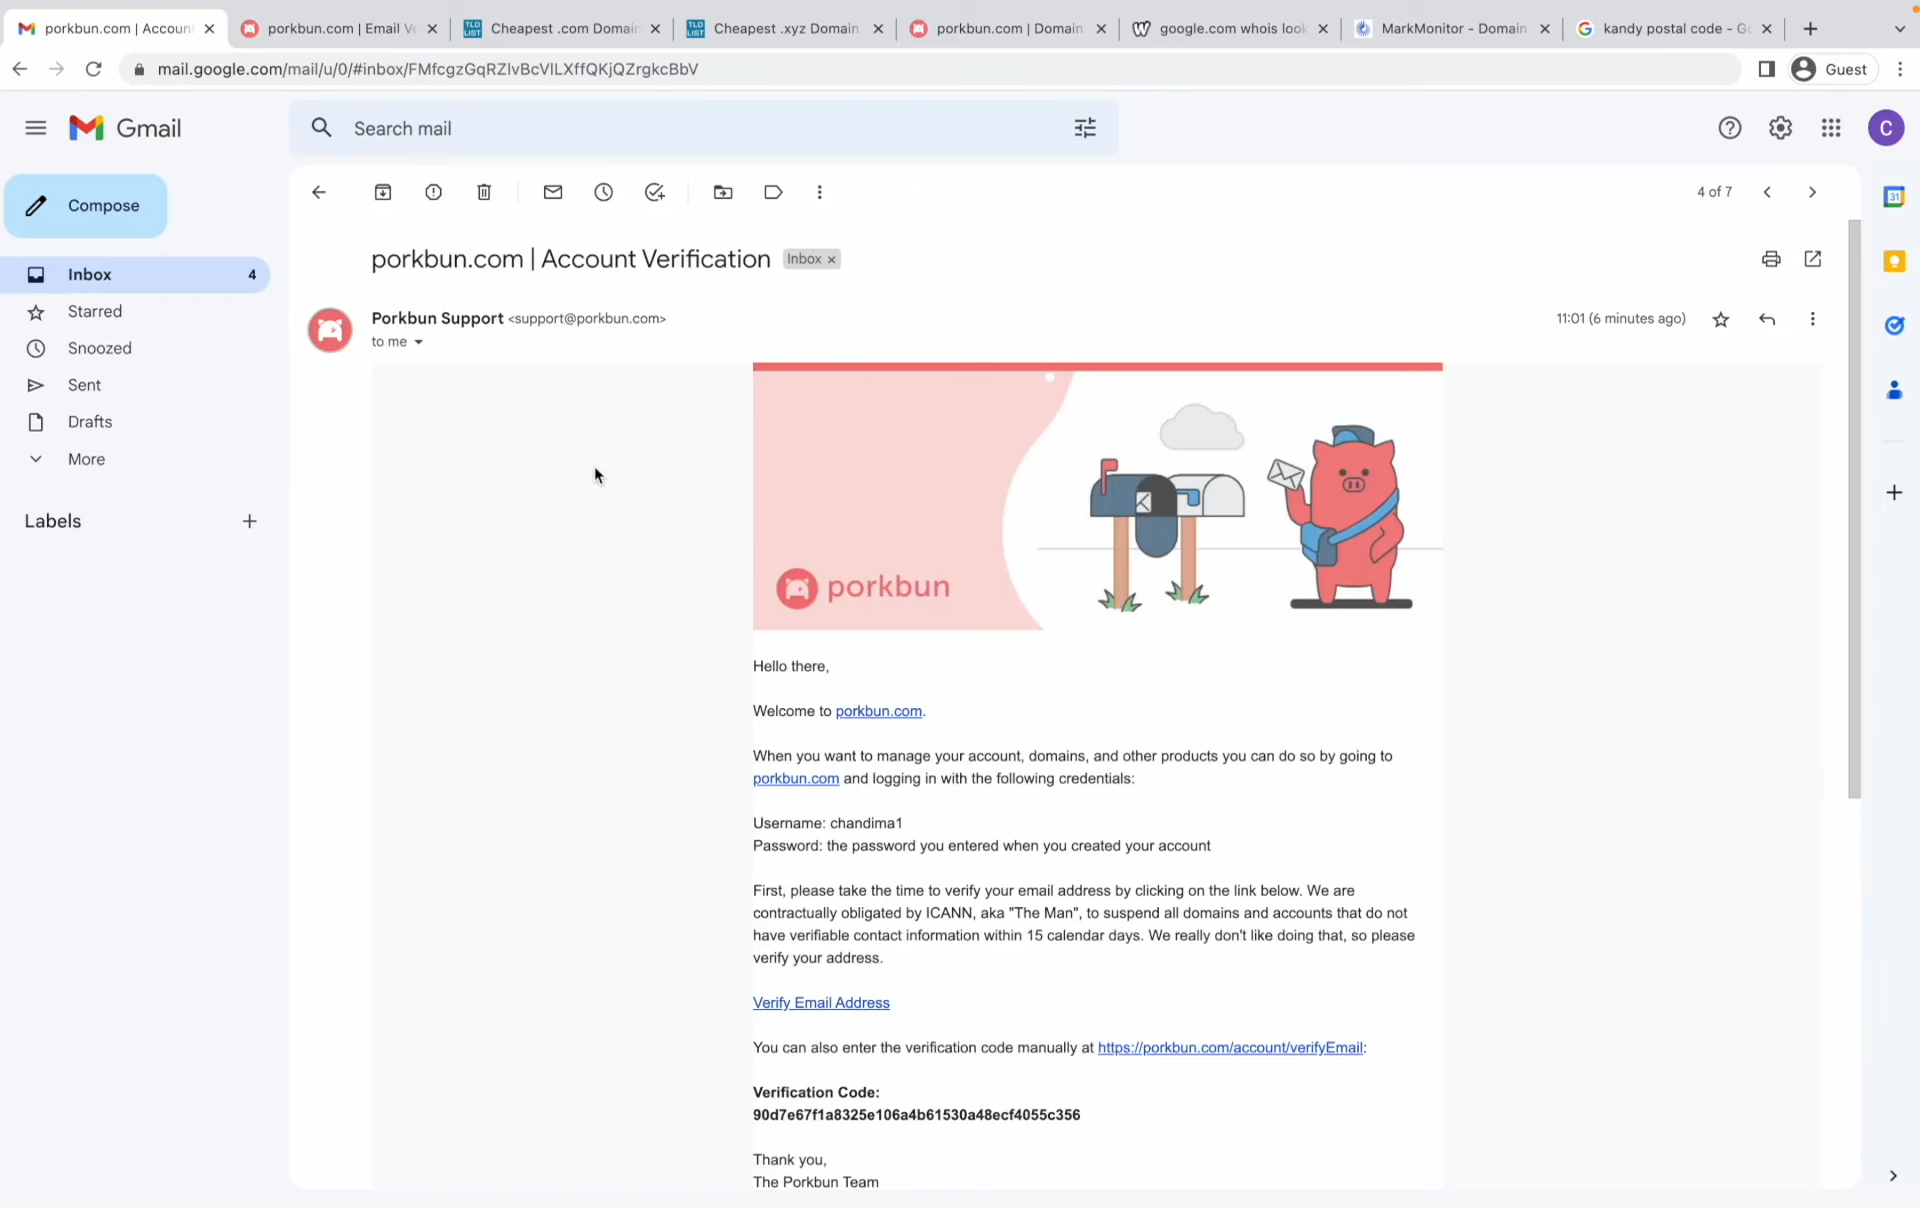 porkbun.com | Accoun
porkbun.com | Email Ve
TLD LIST
Cheapest .com Domain
TLD LIST
Cheapest .xyz Domain
porkbun.com | Domain
google.com whois look
MarkMonitor - Domain
kandy postal code - Go
mail.google.com/mail/u/0/#inbox/FMfcgzGqRZlvBcVlLXffQKjQZrgkcBbV
Guest
Gmail
Search mail
C
Compose
4 of 7
31
Inbox 4
Starred
Snoozed
Sent
Drafts
More
Labels
porkbun.com | Account Verification
Inbox
Porkbun Support <support@porkbun.com>
11:01 (6 minutes ago)
to me
porkbun
Hello there,
Welcome to porkbun.com.
When you want to manage your account, domains, and other products you can do so by going to
porkbun.com and logging in with the following credentials:
Username: chandima1
Password: the password you entered when you created your account
First, please take the time to verify your email address by clicking on the link below. We are
contractually obligated by ICANN, aka "The Man", to suspend all domains and accounts that do not
have verifiable contact information within 15 calendar days. We really don't like doing that, so please
verify your address.
Verify Email Address
You can also enter the verification code manually at https://porkbun.com/account/verifyEmail:
Verification Code:
90d7e67f1a8325e106a4b61530a48ecf4055c356
Thank you,
The Porkbun Team